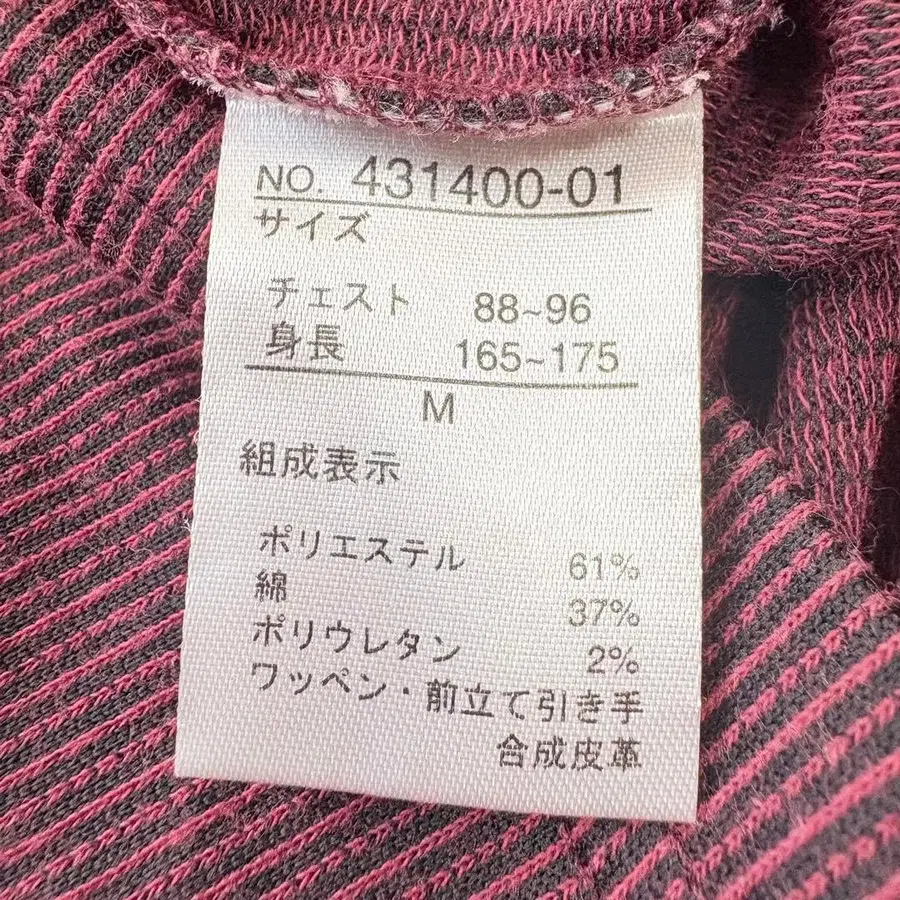 NO. 431400-01
サイズ
チェスト 88~96
身長 165~175
M
組成表示
ポリエステル 61%
綿 37%
ポリウレタン 2%
ワッペン・前立て引き手
合成皮革